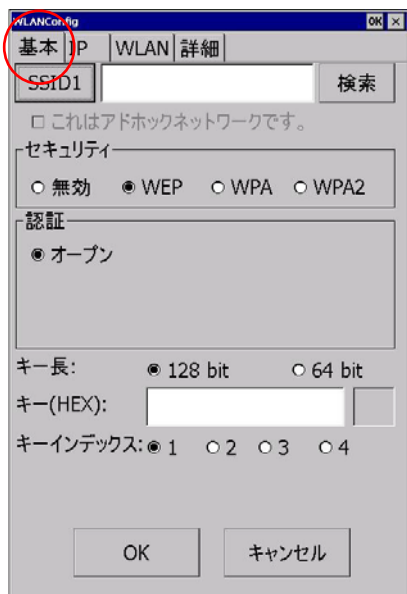 WLANConfig OK ×
基本 IP WLAN 詳細
SSID1 検索
これはアドホックネットワークです。
セキュリティ
無効 WEP WPA WPA2
認証
オープン
キー長: 128 bit 64 bit
キー(HEX):
キーインデックス: 1 2 3 4
OK キャンセル